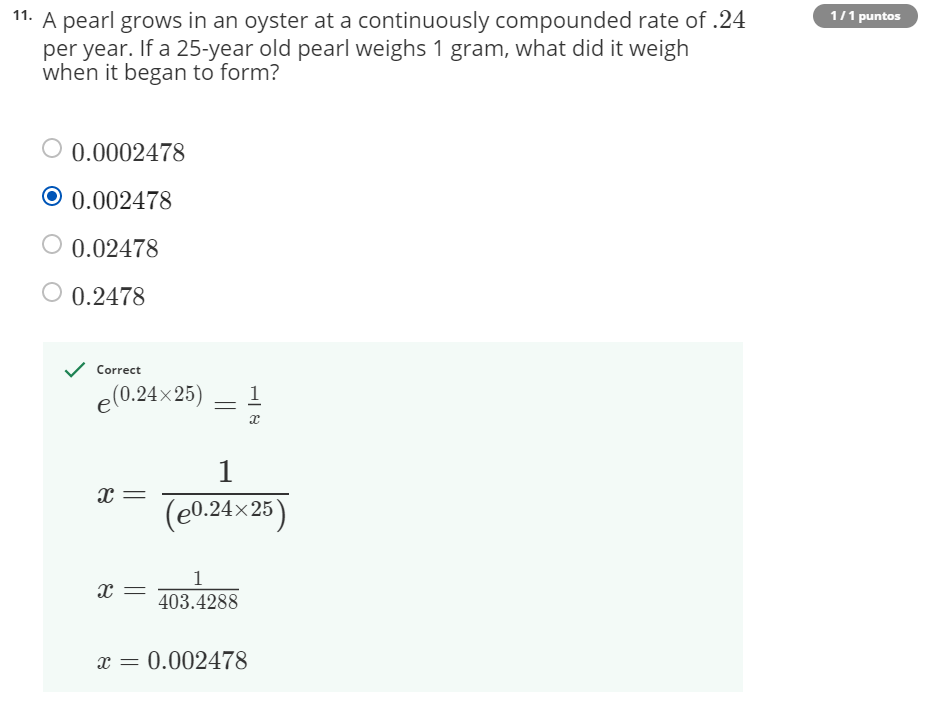 11. A pearl grows in an oyster at a continuously compounded rate of .24
1 / 1 puntos
per year. If a 25-year old pearl weighs 1 gram, what did it weigh
when it began to form?
0.0002478
0.002478
0.02478
0.2478
Correct
e^(0.24×25) = 1/x
x = 1/(e^0.24×25)
x = 1/403.4288
x = 0.002478